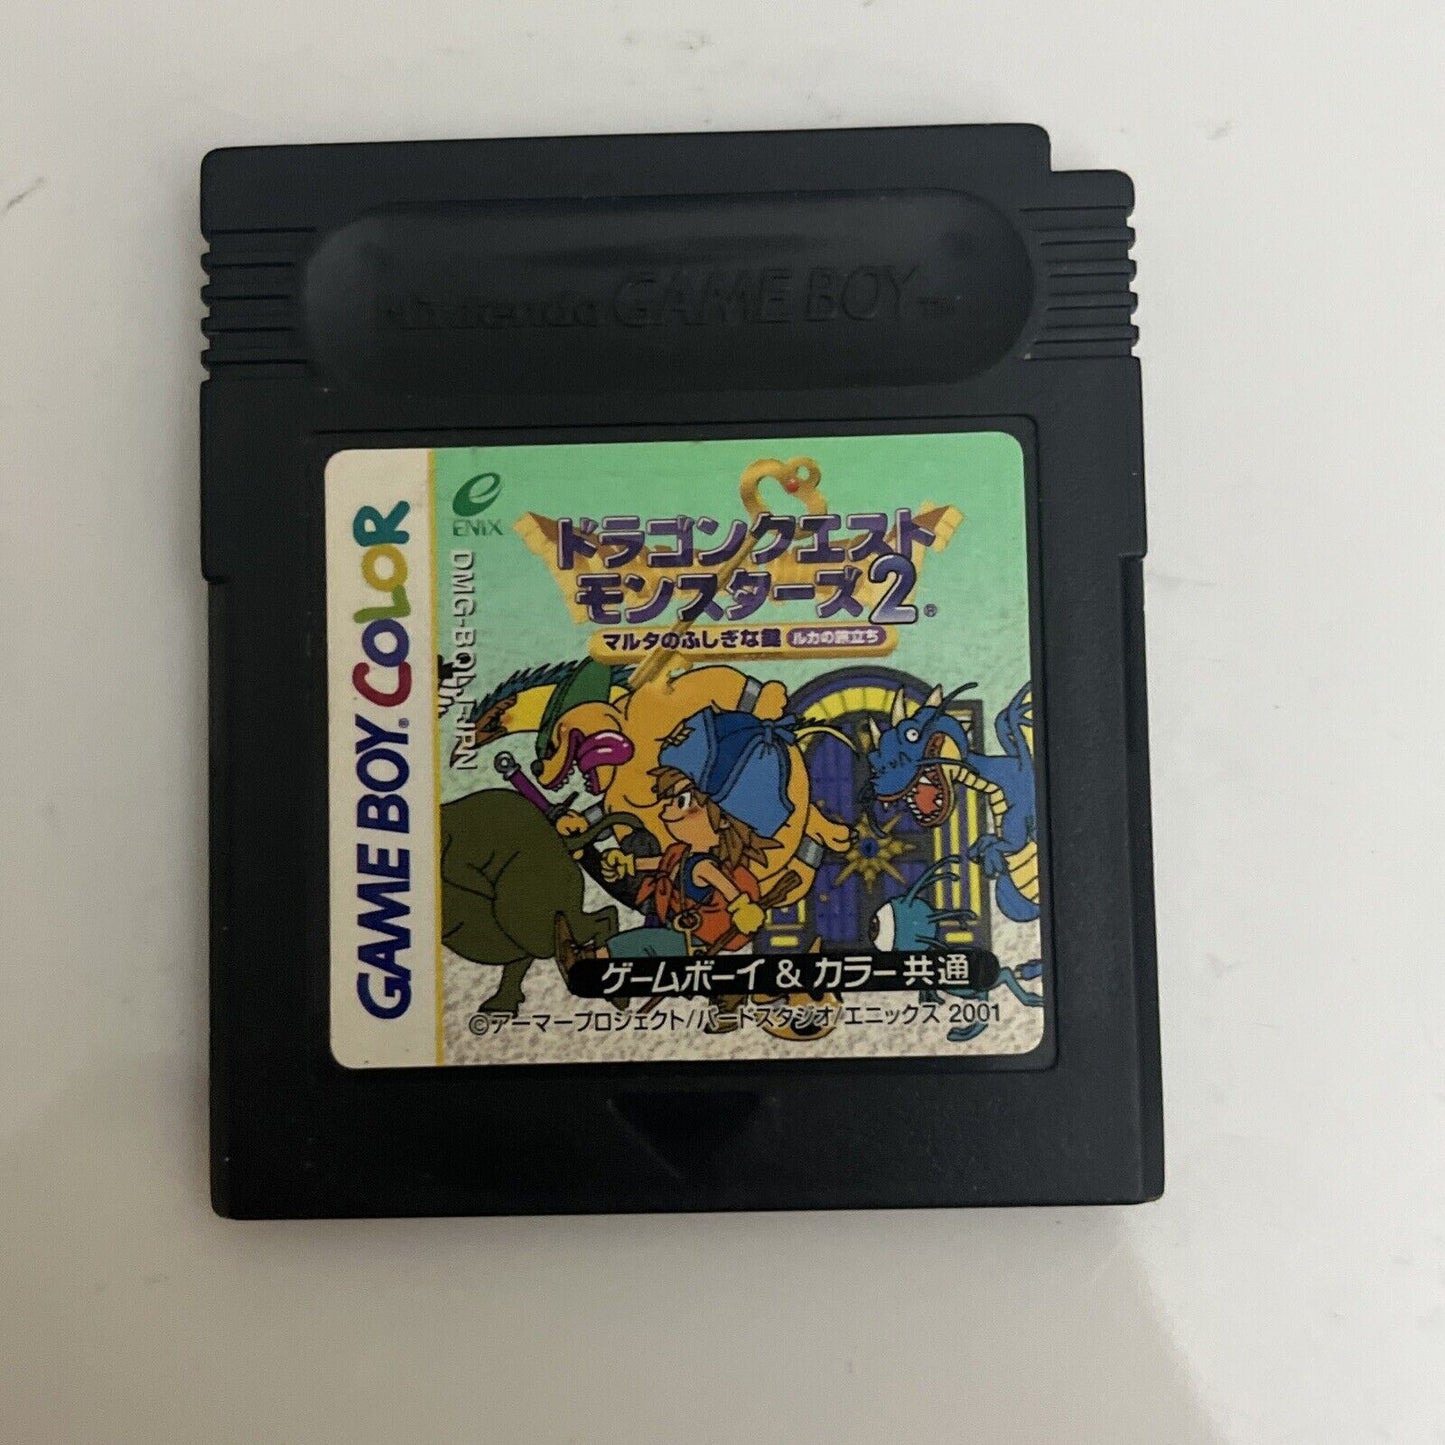 Nintendo GAME BOY™
GAME BOY COLOR
ENIX
ドラゴンクエスト
モンスターズ2®
マルタのふしぎな鍵 ルカの旅立ち
ゲームボーイ & カラー 共通
©アーマープロジェクト/バードスタジオ/エニックス 2001